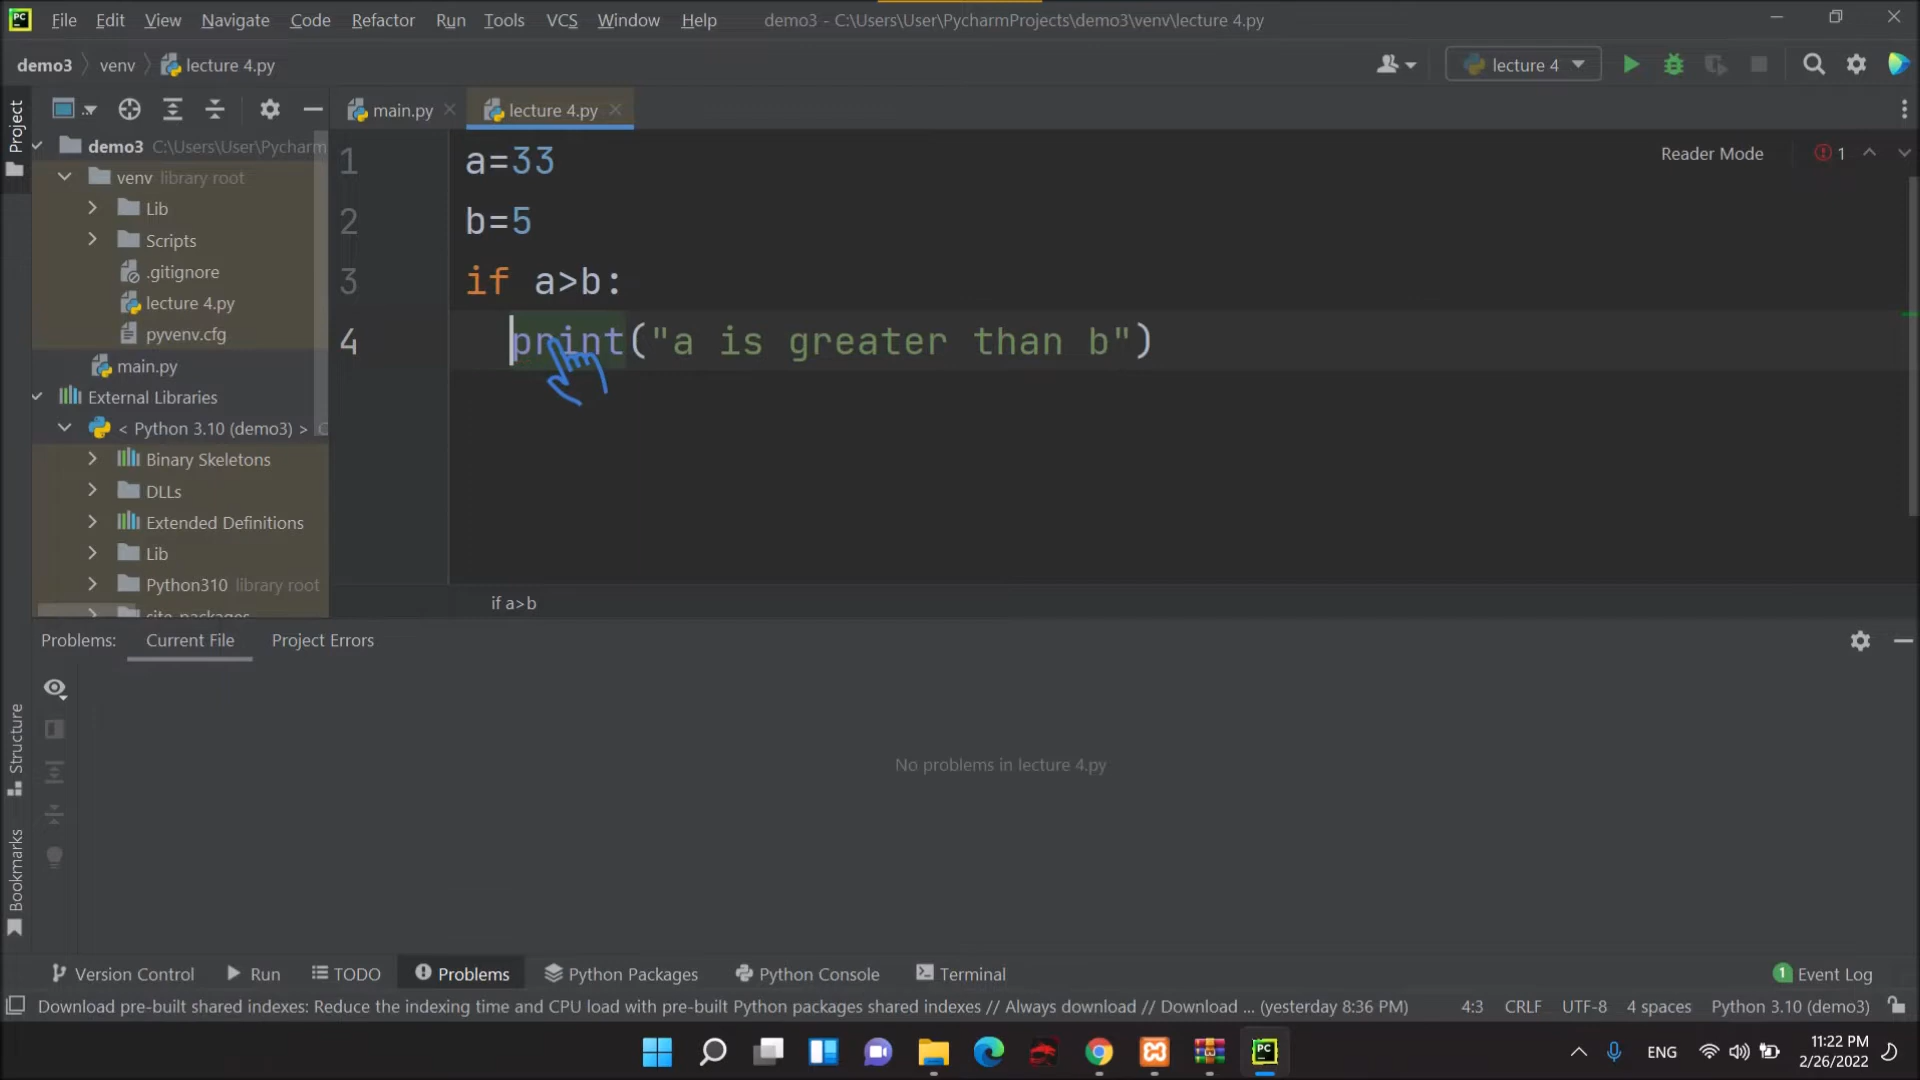 PC File Edit View Navigate Code Refactor Run Tools VCS Window Help demo3 - C:\Users\User\PycharmProjects\demo3\venv\lecture 4.py
demo3 venv lecture 4.py lecture 4
Project
main.py lecture 4.py
demo3 C:\Users\User\Pycharm
venv library root
Lib
Scripts
.gitignore
lecture 4.py
pyvenv.cfg
main.py
External Libraries
< Python 3.10 (demo3) >
Binary Skeletons
DLLs
Extended Definitions
Lib
Python310 library root
site-packages
Reader Mode 1
1 a=33
2 b=5
3 if a>b:
4 print("a is greater than b")
if a>b
Problems: Current File Project Errors
No problems in lecture 4.py
Structure
Bookmarks
Version Control Run TODO Problems Python Packages Python Console Terminal 1 Event Log
Download pre-built shared indexes: Reduce the indexing time and CPU load with pre-built Python packages shared indexes // Always download // Download ... (yesterday 8:36 PM) 4:3 CRLF UTF-8 4 spaces Python 3.10 (demo3)
PC ENG 11:22 PM
2/26/2022